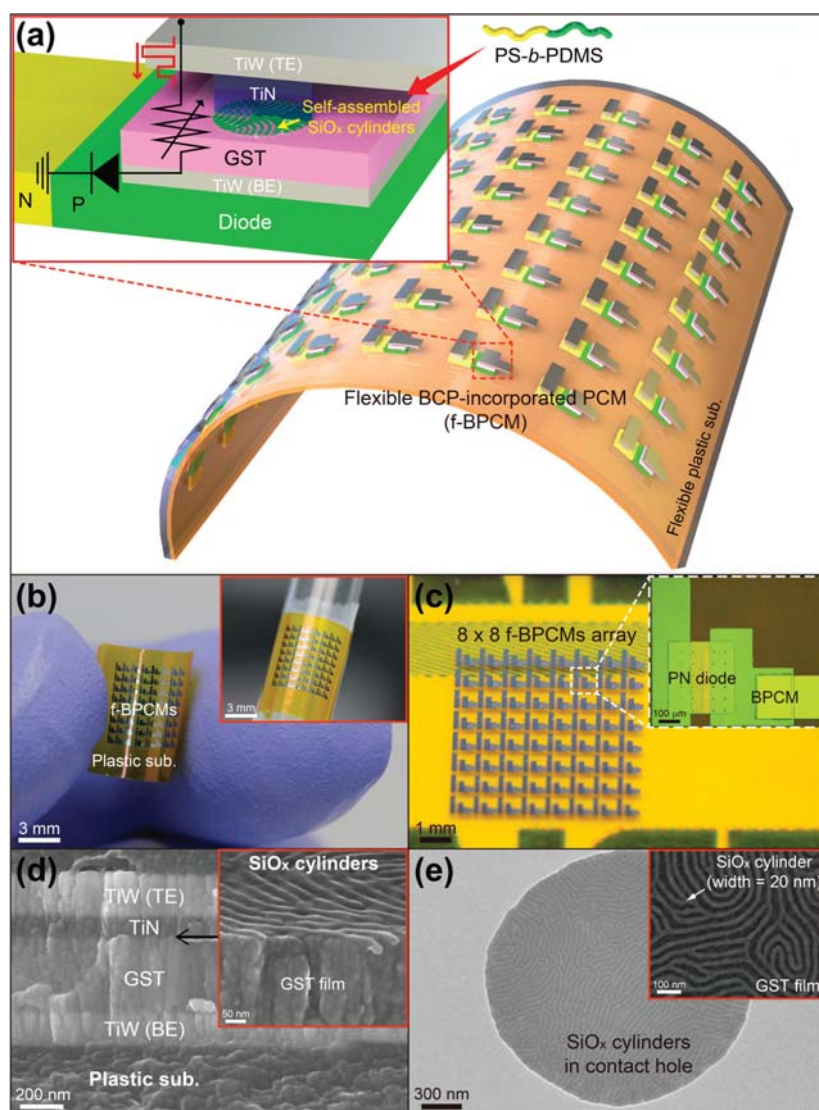 (a)
TiW (TE)
TiN
Self-assembled
SiOₓ cylinders
GST
TiW (BE)
N
P
Diode
PS-b-PDMS
Flexible BCP-incorporated PCM
(f-BPCM)
Flexible plastic sub.
(b)
f-BPCMs
Plastic sub.
3 mm
3 mm
(c)
8 x 8 f-BPCMs array
1 mm
PN diode
BPCM
100 μm
(d)
TiW (TE)
TiN
GST
TiW (BE)
Plastic sub.
200 nm
SiOₓ cylinders
GST film
50 nm
(e)
SiOₓ cylinders
in contact hole
300 nm
SiOₓ cylinder
(width = 20 nm)
100 nm
GST film